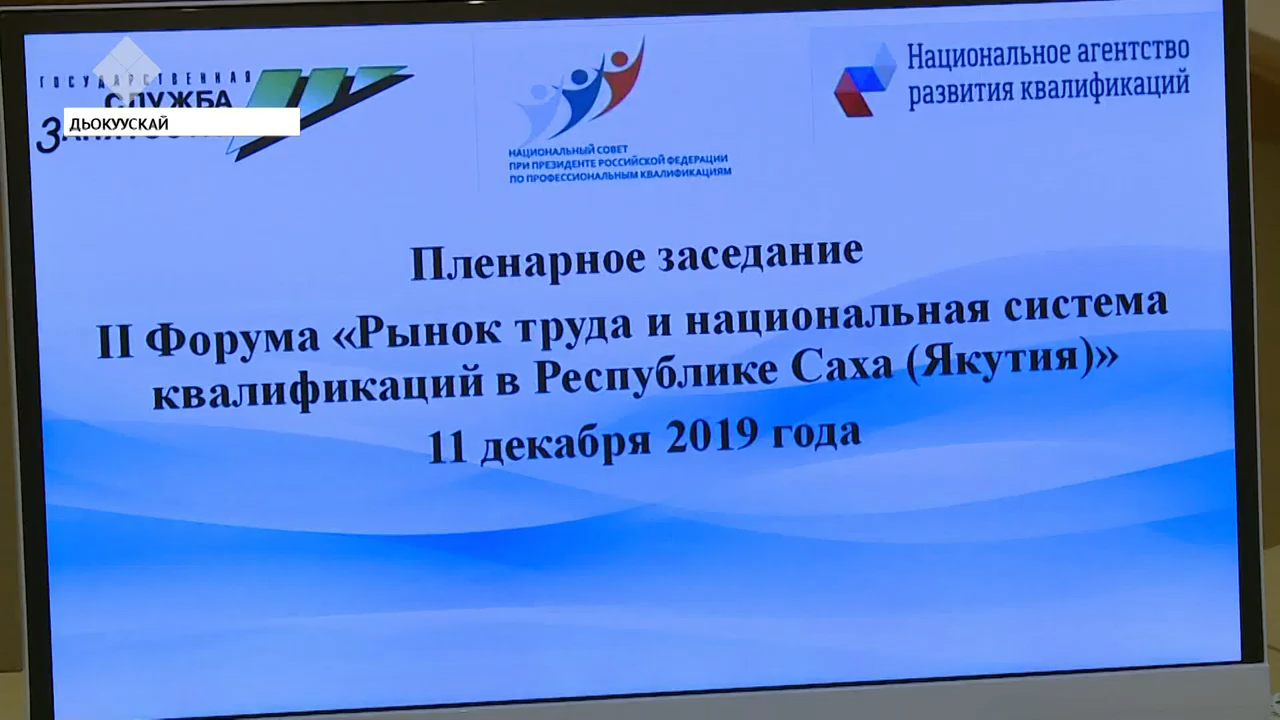 ГОСУДАРСТВЕННАЯ
СЛУЖБА
ДЬОКУУСКАЙ
НАЦИОНАЛЬНЫЙ СОВЕТ
ПРИ ПРЕЗИДЕНТЕ РОССИЙСКОЙ ФЕДЕРАЦИИ
ПО ПРОФЕССИОНАЛЬНЫМ КВАЛИФИКАЦИЯМ
Национальное агентство
развития квалификаций
Пленарное заседание
II Форума «Рынок труда и национальная система
квалификаций в Республике Саха (Якутия)»
11 декабря 2019 года